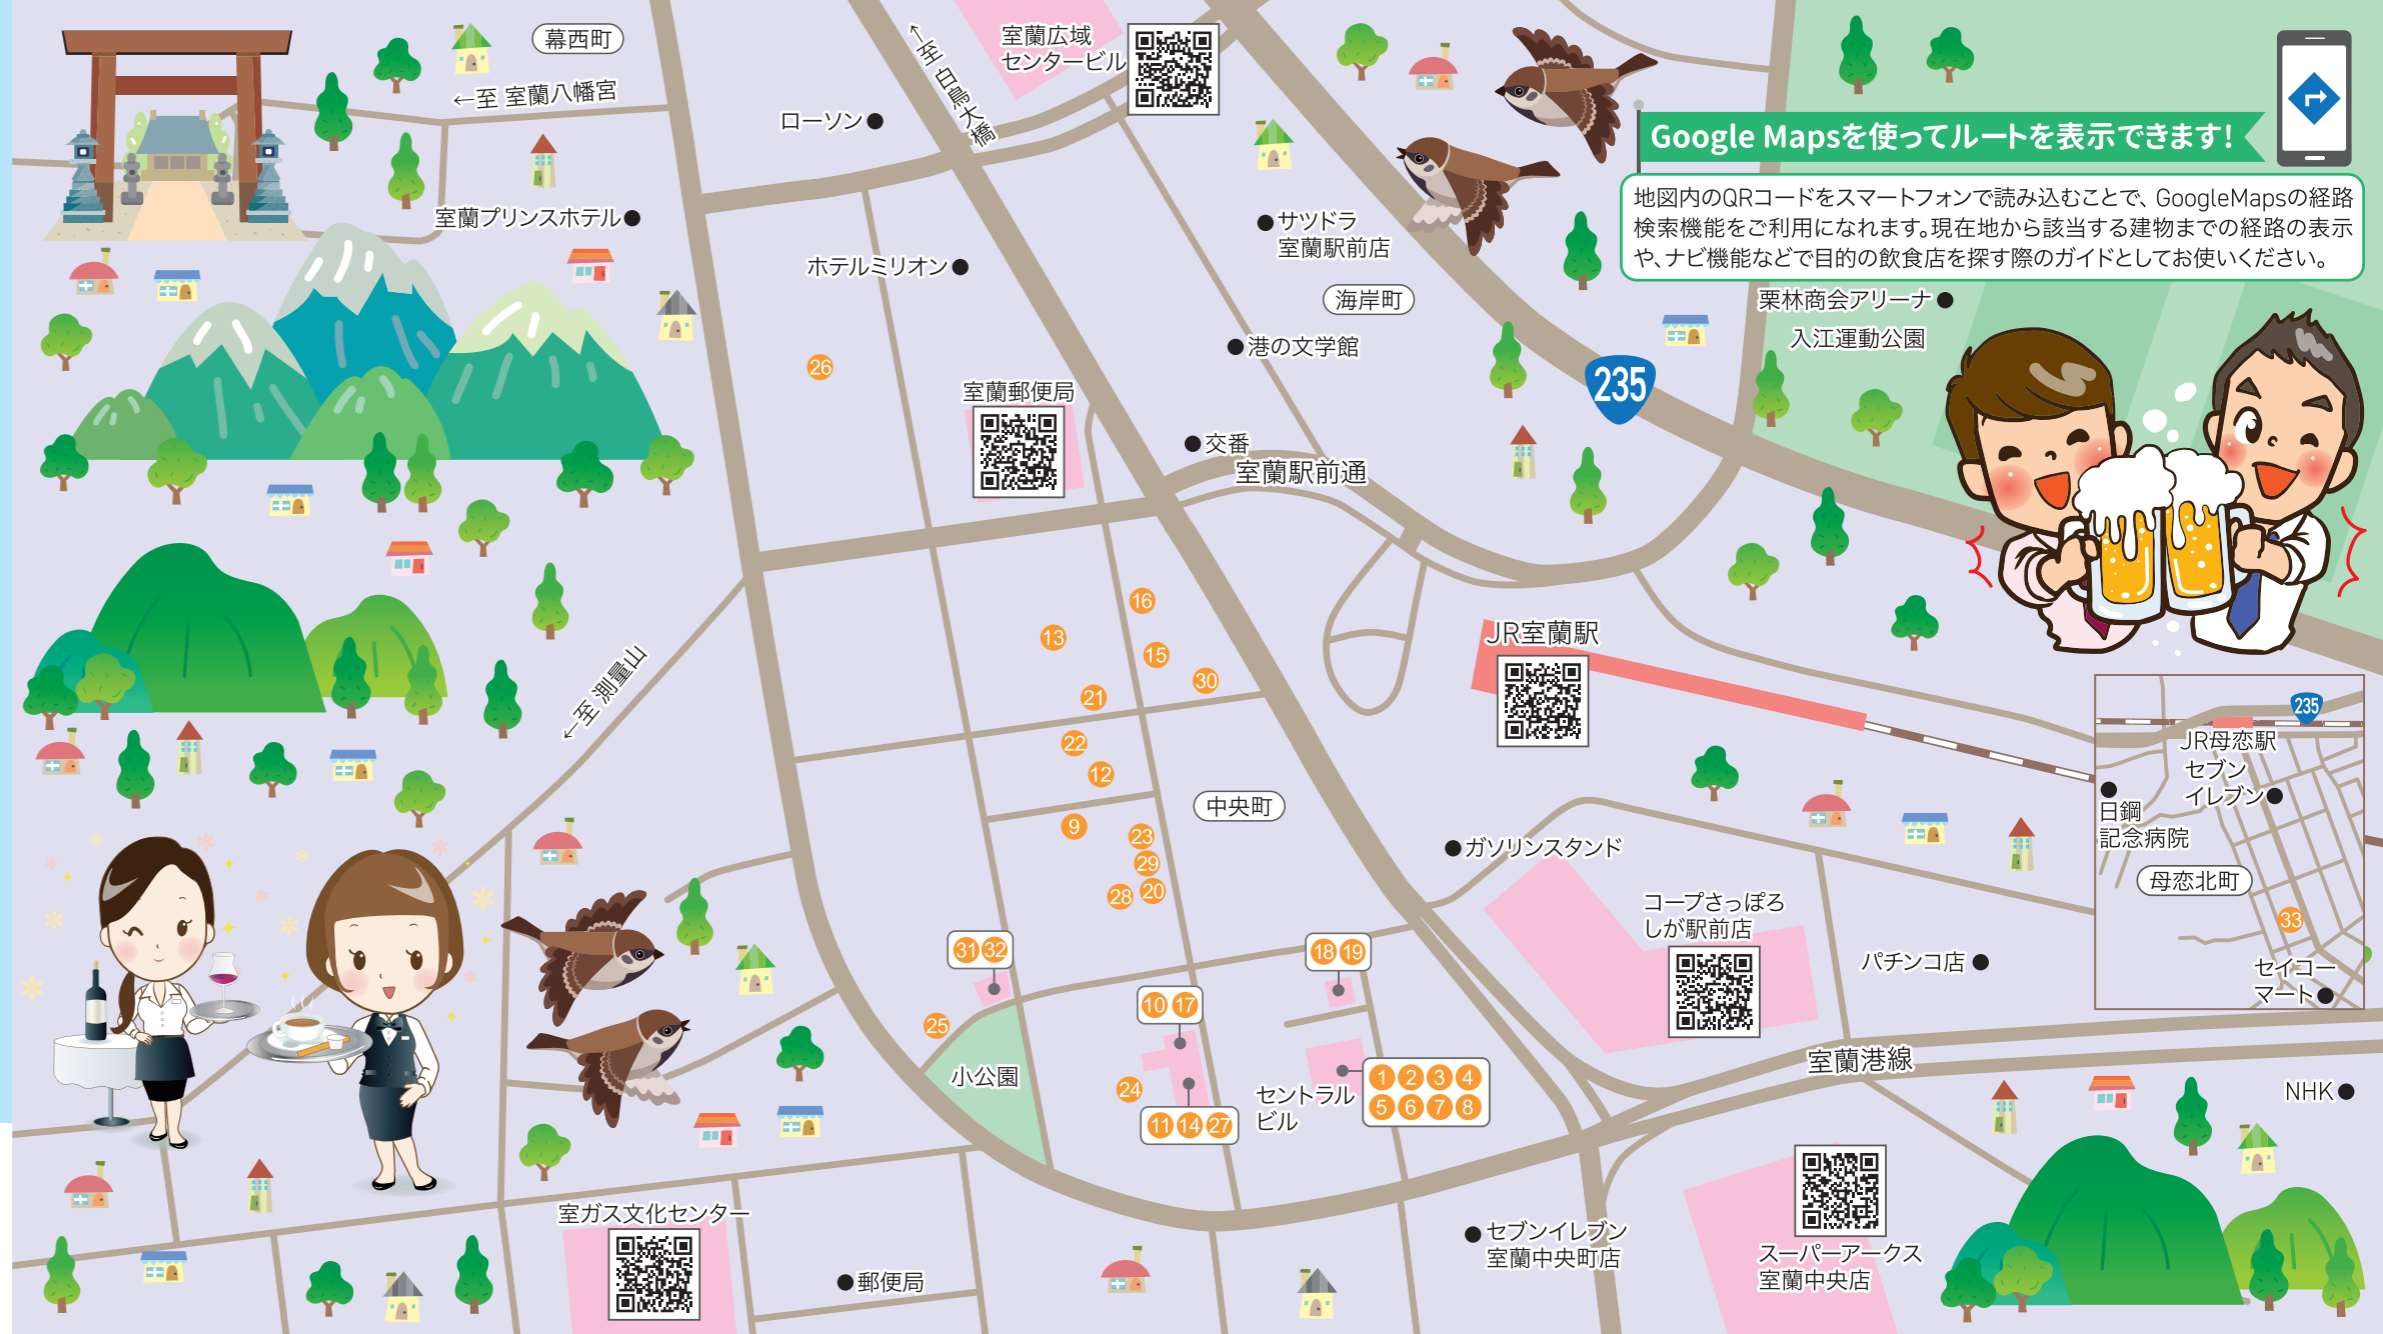 幕西町
←至 室蘭八幡宮
室蘭プリンスホテル
←至 白鳥大橋
室蘭広域
センタービル
ローソン
ホテルミリオン
サツドラ
室蘭駅前店
海岸町
港の文学館
Google Mapsを使ってルートを表示できます!
地図内のQRコードをスマートフォンで読み込むことで、GoogleMapsの経路
検索機能をご利用になれます。現在地から該当する建物までの経路の表示
や、ナビ機能などで目的の飲食店を探す際のガイドとしてお使いください。
栗林商会アリーナ
入江運動公園
235
26
室蘭郵便局
交番
室蘭駅前通
←至 測量山
16
13
15
30
21
22
12
9
23
29
28
20
中央町
JR室蘭駅
ガソリンスタンド
コープさっぽろ
しが駅前店
パチンコ店
235
JR母恋駅
セブン
イレブン
日鋼
記念病院
母恋北町
33
セイコー
マート
31 32
18 19
10 17
25
小公園
24
11 14 27
セントラル
ビル
1 2 3 4
5 6 7 8
室蘭港線
NHK
室ガス文化センター
郵便局
セブンイレブン
室蘭中央町店
スーパーアークス
室蘭中央店